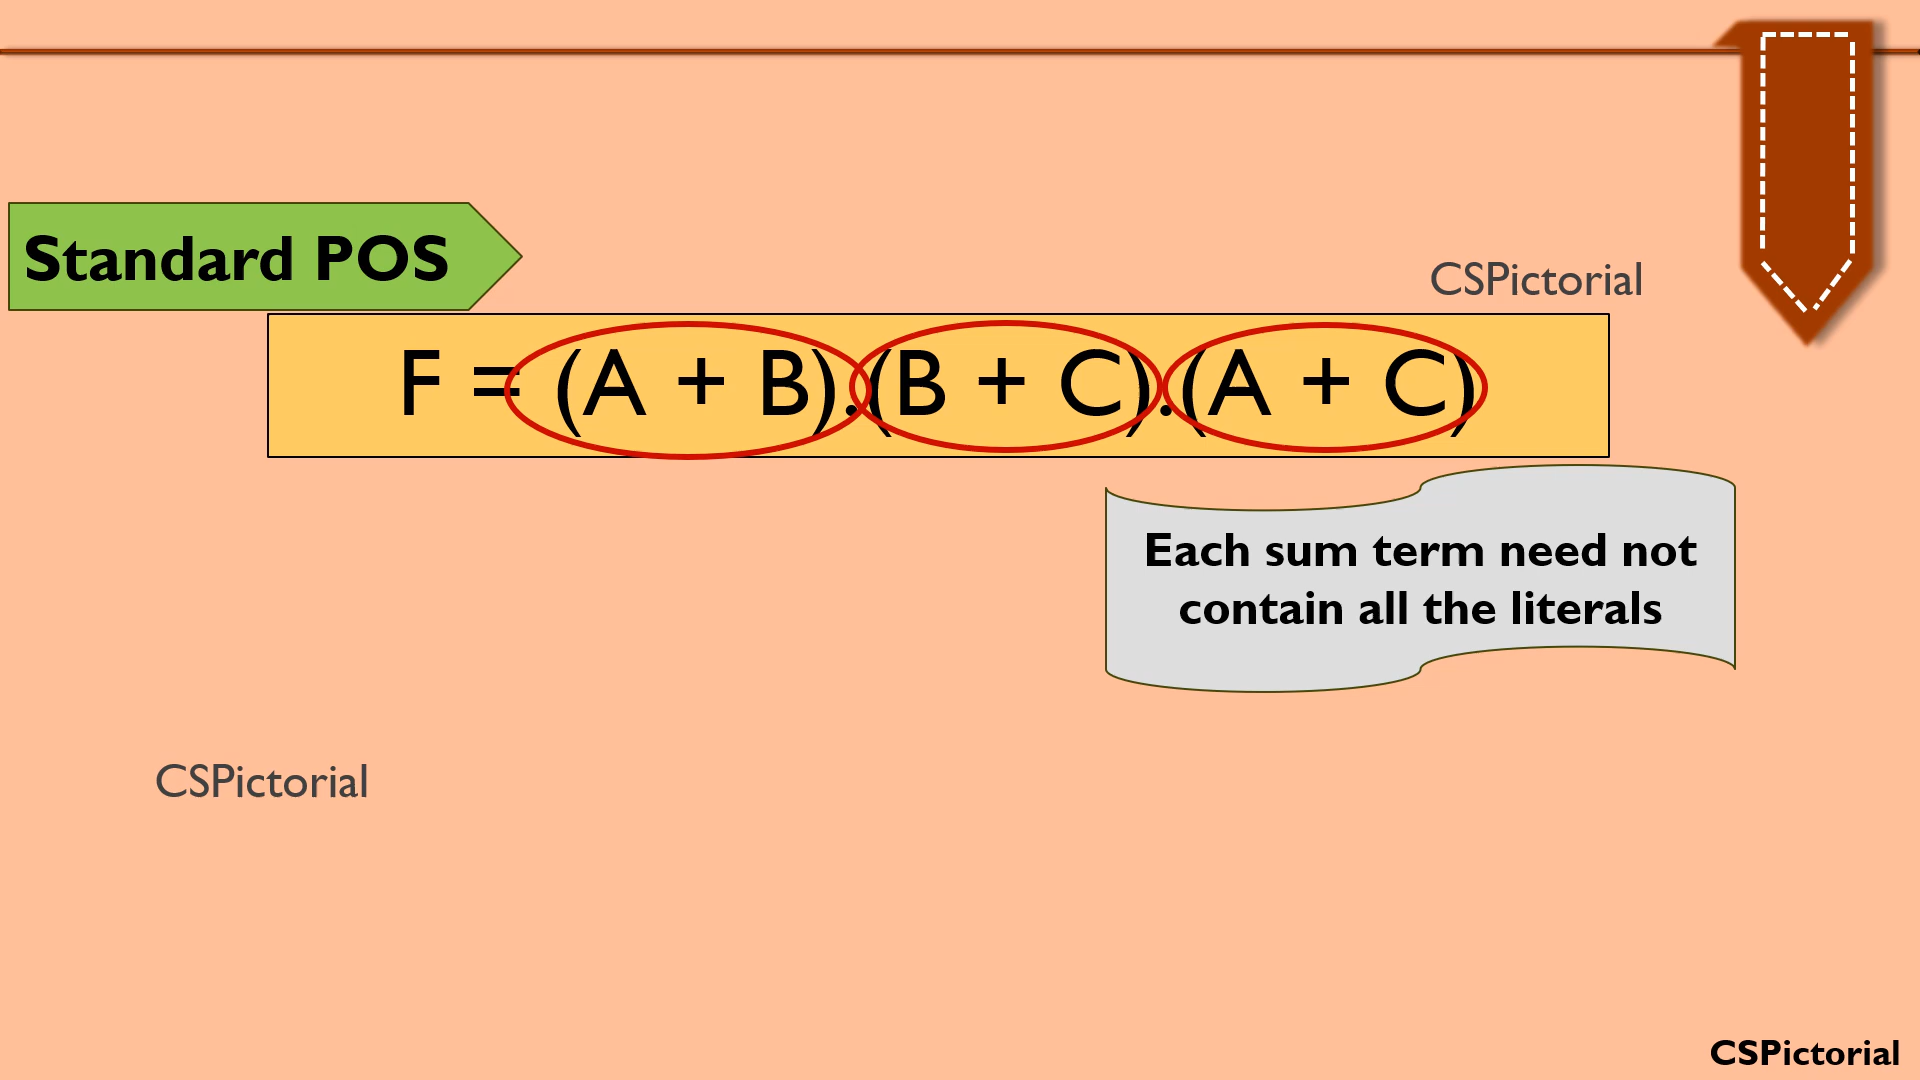 Standard POS
CSPictorial
F = (A + B).(B + C).(A + C)
Each sum term need not
contain all the literals
CSPictorial
CSPictorial